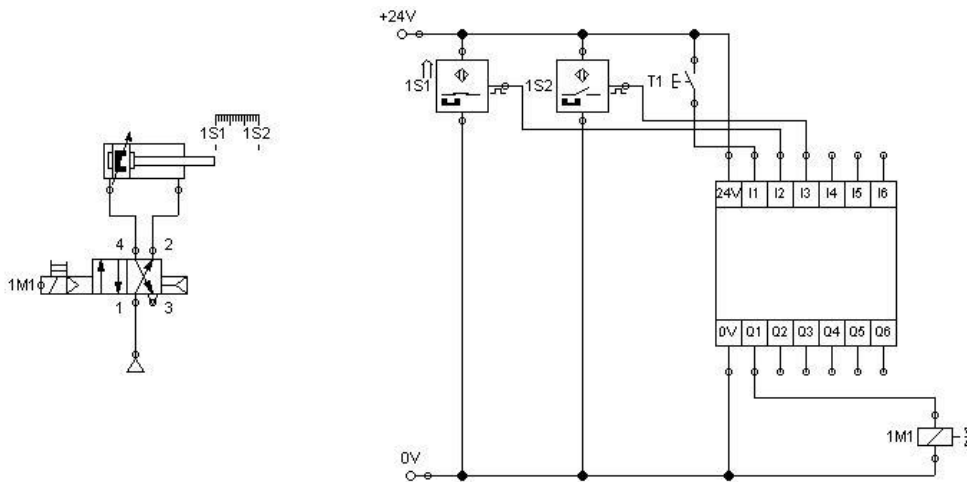 +24V
1S1 1S2 T1
1S1 1S2
24V I1 I2 I3 I4 I5 I6
4 2
1M1
1 3
0V Q1 Q2 Q3 Q4 Q5 Q6
1M1
0V